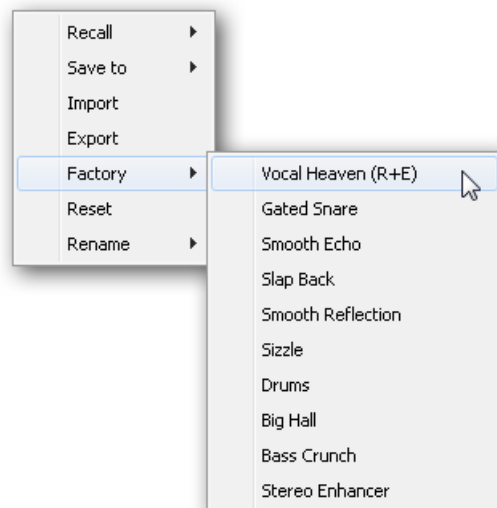 Recall
Save to
Import
Export
Factory
Reset
Rename
Vocal Heaven (R+E)
Gated Snare
Smooth Echo
Slap Back
Smooth Reflection
Sizzle
Drums
Big Hall
Bass Crunch
Stereo Enhancer